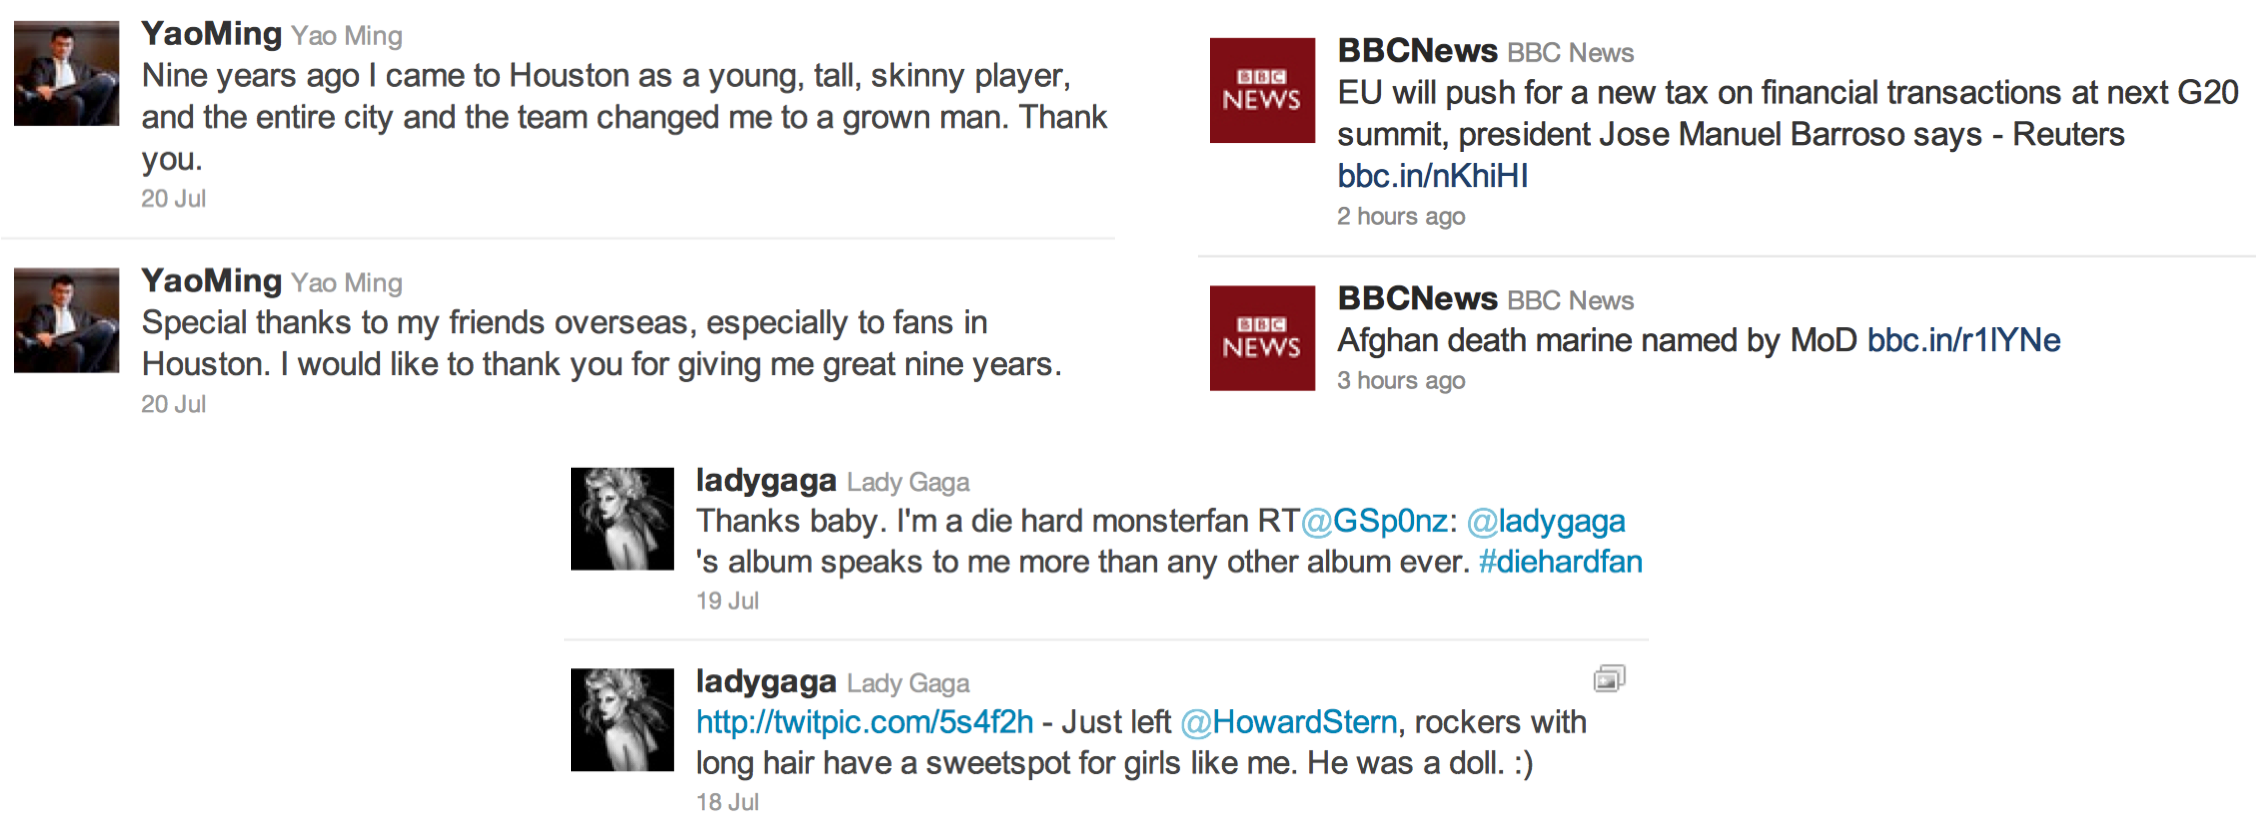 YaoMing Yao Ming
Nine years ago I came to Houston as a young, tall, skinny player,
and the entire city and the team changed me to a grown man. Thank
you.
20 Jul
YaoMing Yao Ming
Special thanks to my friends overseas, especially to fans in
Houston. I would like to thank you for giving me great nine years.
20 Jul
BBC
NEWS
BBCNews BBC News
EU will push for a new tax on financial transactions at next G20
summit, president Jose Manuel Barroso says - Reuters
bbc.in/nKhiHI
2 hours ago
BBC
NEWS
BBCNews BBC News
Afghan death marine named by MoD bbc.in/r1lYNe
3 hours ago
ladygaga Lady Gaga
Thanks baby. I'm a die hard monsterfan RT@GSp0nz: @ladygaga
's album speaks to me more than any other album ever. #diehardfan
19 Jul
ladygaga Lady Gaga
http://twitpic.com/5s4f2h - Just left @HowardStern, rockers with
long hair have a sweetspot for girls like me. He was a doll. :)
18 Jul